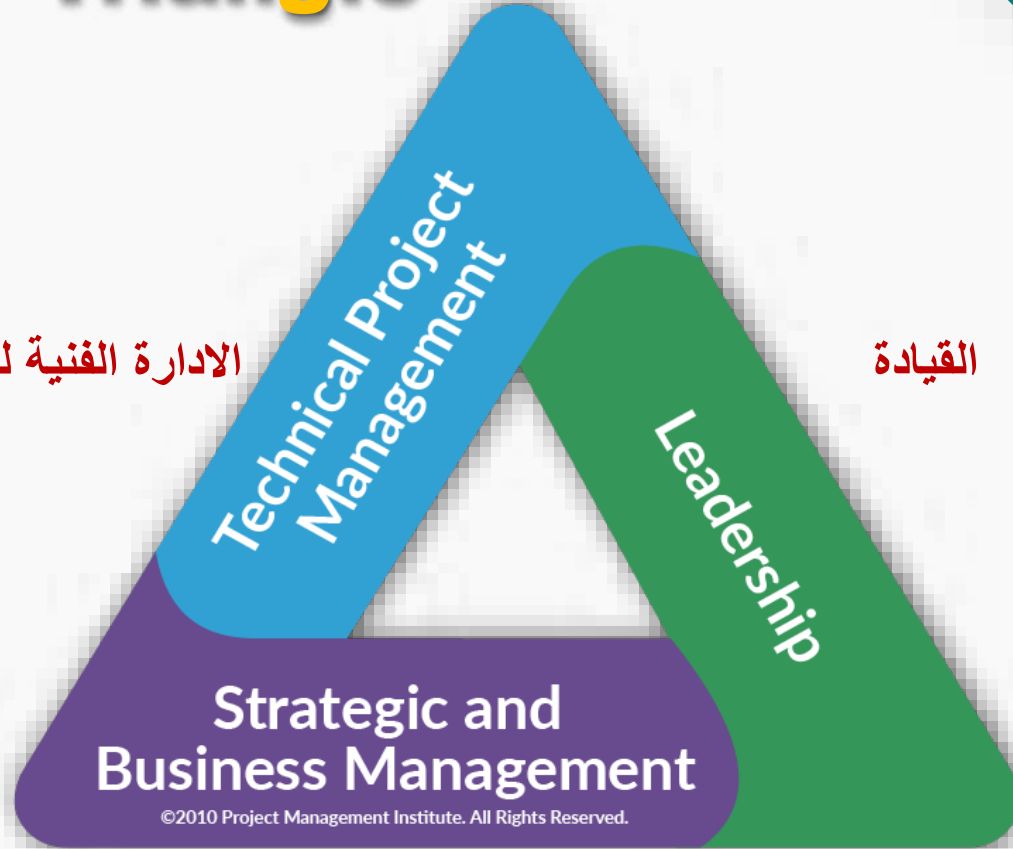 Technical Project
Management
الادارة الفنية
القيادة
Leadership
Strategic and
Business Management
©2010 Project Management Institute. All Rights Reserved.